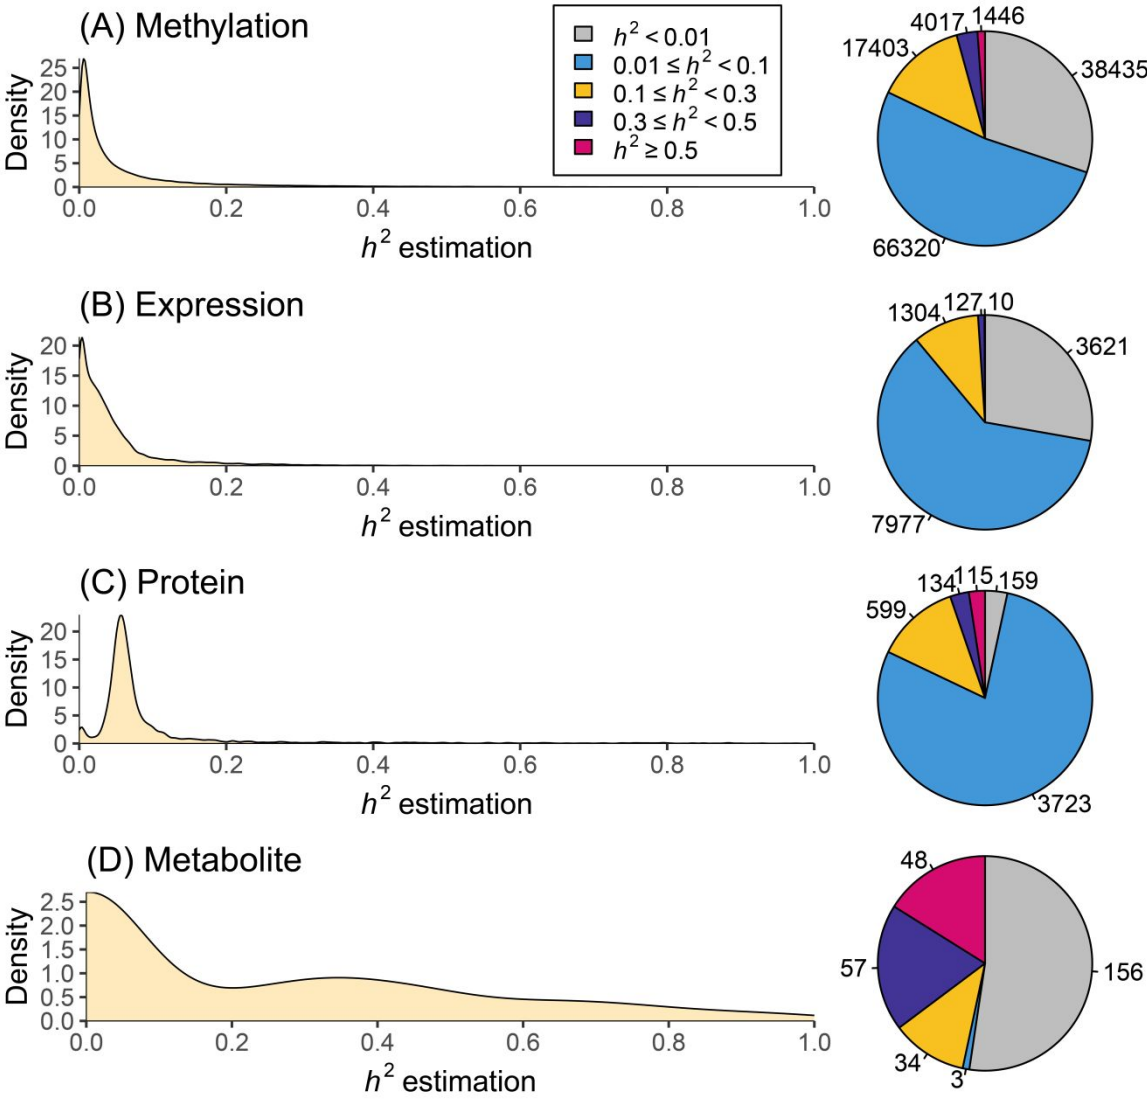 (A) Methylation
Density
25
20
15
10
5
0
0.0 0.2 0.4 0.6 0.8 1.0
h² estimation
h² < 0.01
0.01 ≤ h² < 0.1
0.1 ≤ h² < 0.3
0.3 ≤ h² < 0.5
h² ≥ 0.5
4017 1446
17403
38435
66320
(B) Expression
Density
20
15
10
5
0
0.0 0.2 0.4 0.6 0.8 1.0
h² estimation
1304 127 10
3621
7977
(C) Protein
Density
20
15
10
5
0
0.0 0.2 0.4 0.6 0.8 1.0
h² estimation
134 115 159
599
3723
(D) Metabolite
Density
2.5
2.0
1.5
1.0
0.5
0.0
0.0 0.2 0.4 0.6 0.8 1.0
h² estimation
48
57
156
34
3